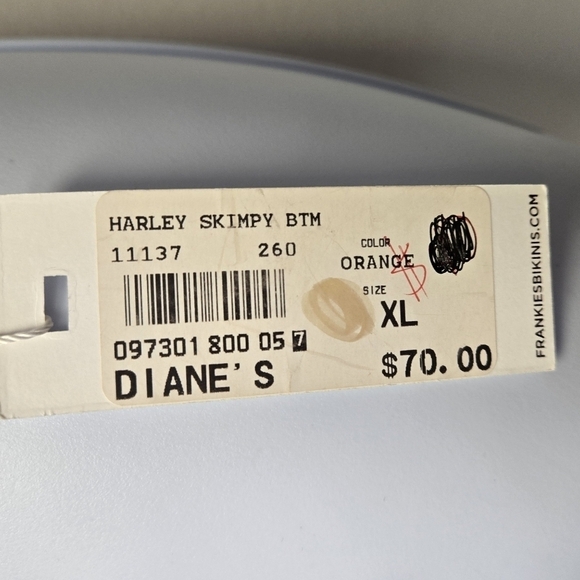 HARLEY SKIMPY BTM
11137 260
COLOR
ORANGE
SIZE
XL
097301 800 05 7
DIANE'S
$70.00
FRANKIESBIKINIS.COM